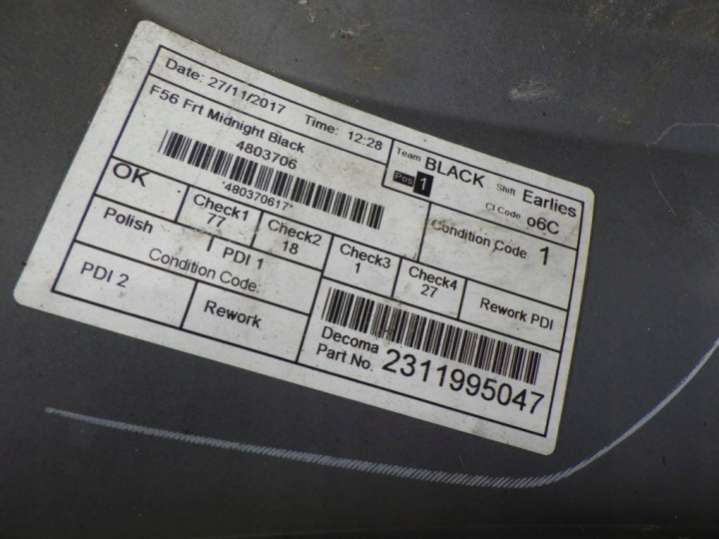 Date: 27/11/2017 Time: 12:28
Team BLACK Shift Earlies
F56 Frt Midnight Black
Pos 1
4803706
CI Code o6C
*480370617*
Condition Code 1
OK
Check1 77
Check2 18
Check3 1
Check4 27
Rework PDI
Polish
PDI 1
Condition Code:
PDI 2
Rework
Decoma
Part No. 2311995047